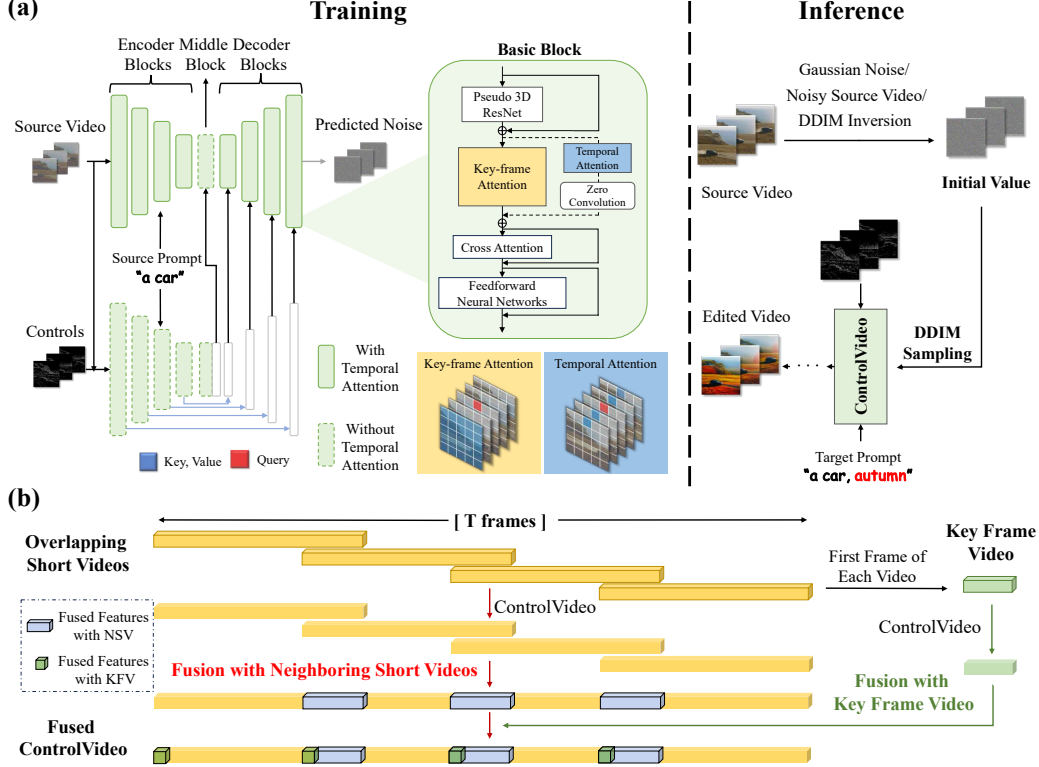 (a)
Training
Inference
Encoder
Blocks
Middle
Block
Decoder
Blocks
Source Video
Predicted Noise
Source Prompt
"a car"
Controls
Basic Block
Pseudo 3D
ResNet
Key-frame
Attention
Temporal
Attention
Zero
Convolution
Cross Attention
Feedforward
Neural Networks
With
Temporal
Attention
Without
Temporal
Attention
Key-frame Attention
Temporal Attention
Key, Value
Query
Gaussian Noise/
Noisy Source Video/
DDIM Inversion
Source Video
Initial Value
Edited Video
ControlVideo
DDIM
Sampling
Target Prompt
"a car, autumn"
(b)
[ T frames ]
Overlapping
Short Videos
First Frame of
Each Video
Key Frame
Video
ControlVideo
ControlVideo
Fused Features
with NSV
Fused Features
with KFV
Fusion with Neighboring Short Videos
Fusion with
Key Frame Video
Fused
ControlVideo